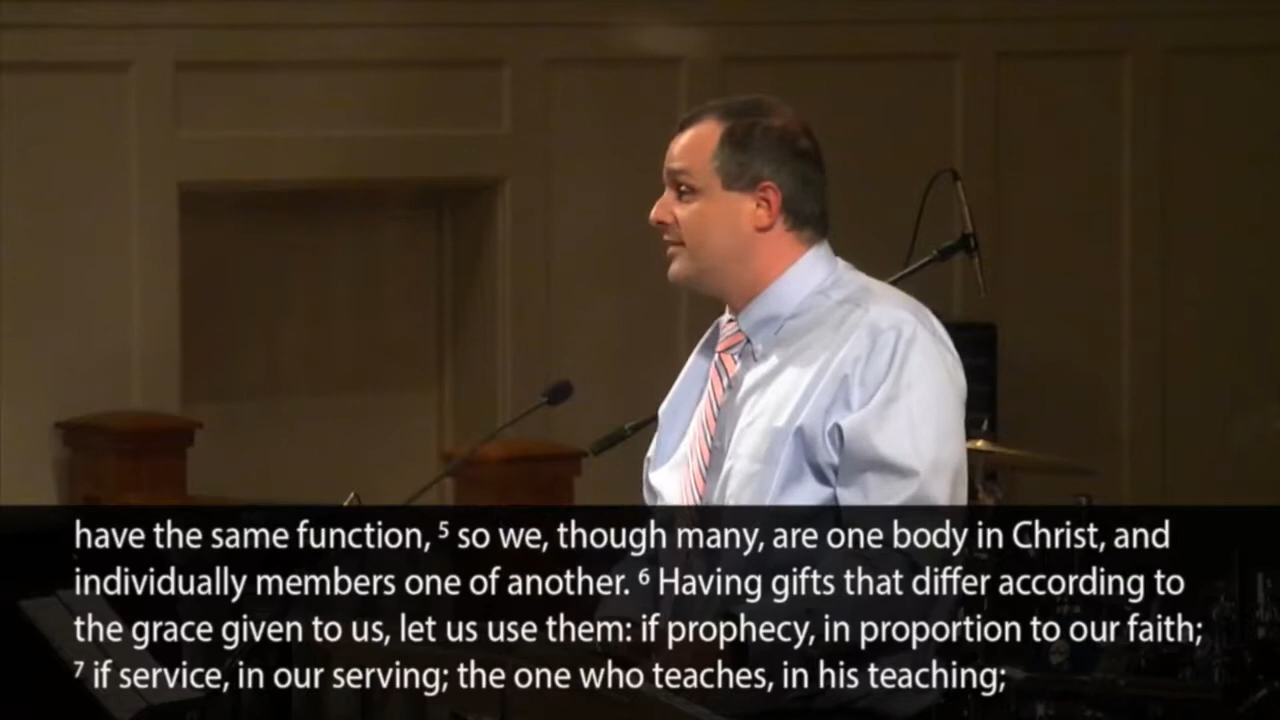 have the same function, ⁵ so we, though many, are one body in Christ, and
individually members one of another. ⁶ Having gifts that differ according to
the grace given to us, let us use them: if prophecy, in proportion to our faith;
⁷ if service, in our serving; the one who teaches, in his teaching;